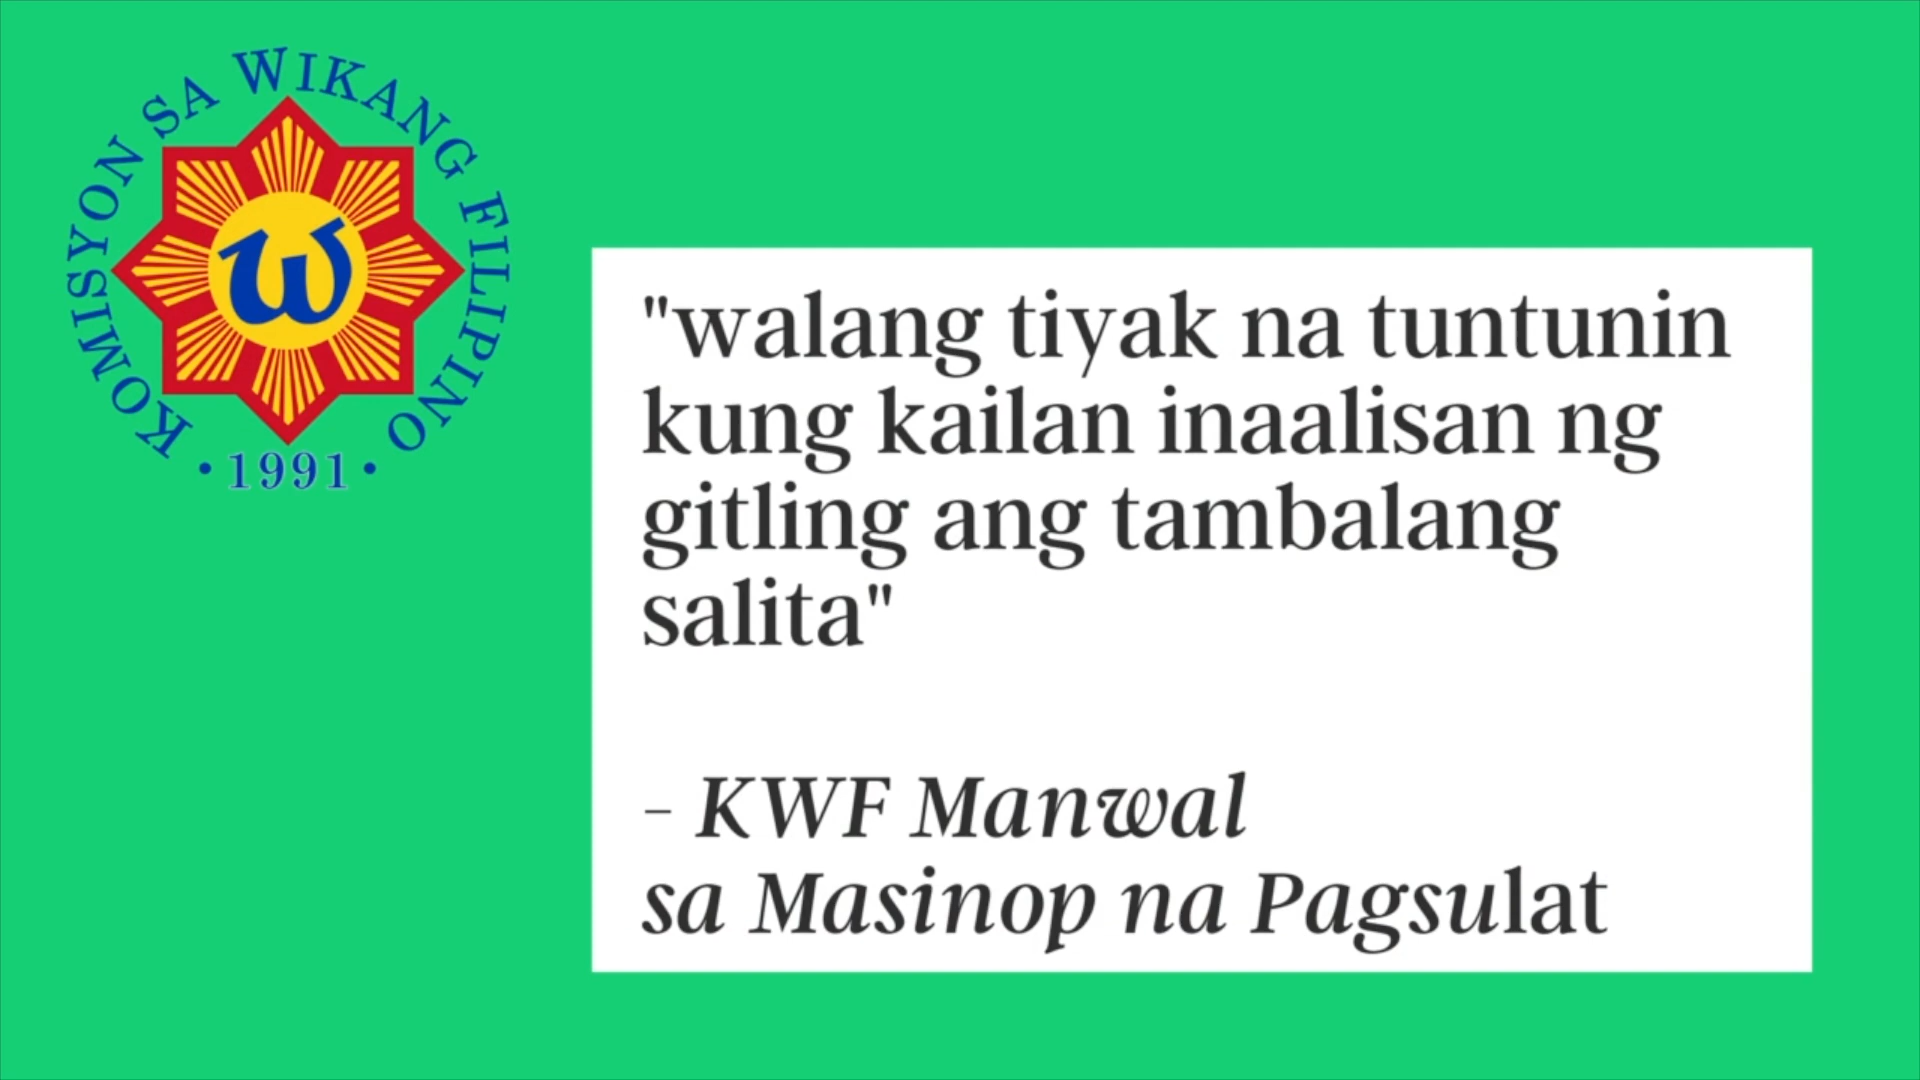 KOMISYON SA WIKANG FILIPINO
w
• 1991 •
"walang tiyak na tuntunin
kung kailan inaalisan ng
gitling ang tambalang
salita"
- KWF Manwal
sa Masinop na Pagsulat